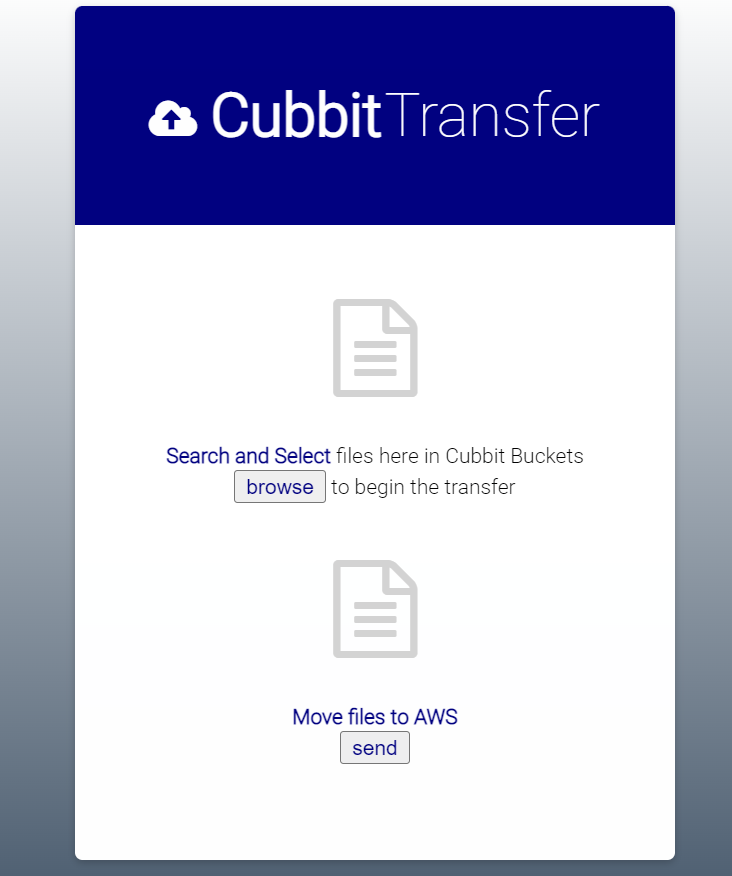 CubbitTransfer
Search and Select files here in Cubbit Buckets
browse to begin the transfer
Move files to AWS
send